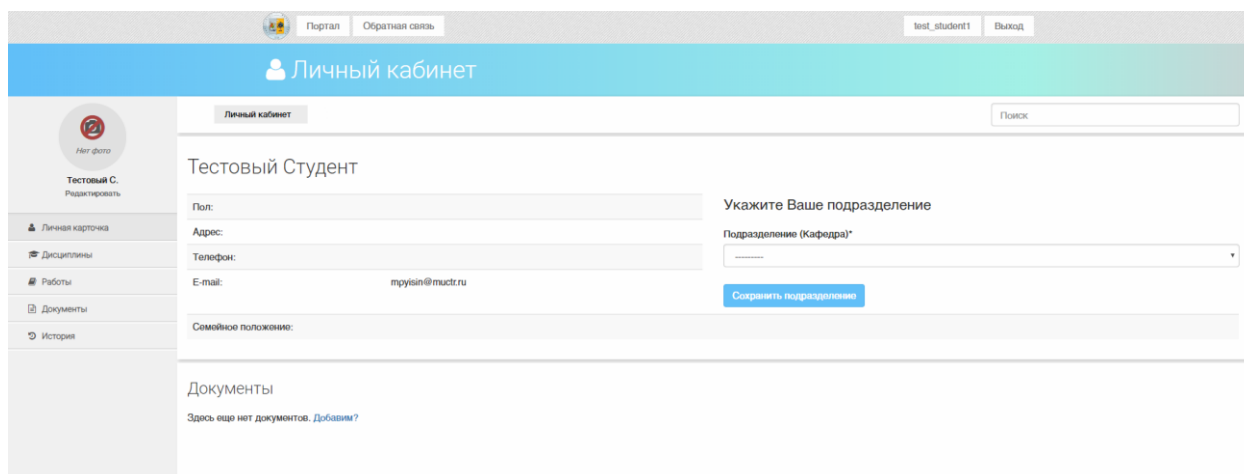 Портал Обратная связь test_student1 Выход
Личный кабинет
Личный кабинет Поиск
Нет фото
Тестовый С.
Редактировать
Личная карточка
Дисциплины
Работы
Документы
История
Тестовый Студент
Пол:
Адрес:
Телефон:
E-mail: mpyisin@muctr.ru
Семейное положение:
Укажите Ваше подразделение
Подразделение (Кафедра)*
---------
Сохранить подразделение
Документы
Здесь еще нет документов. Добавим?